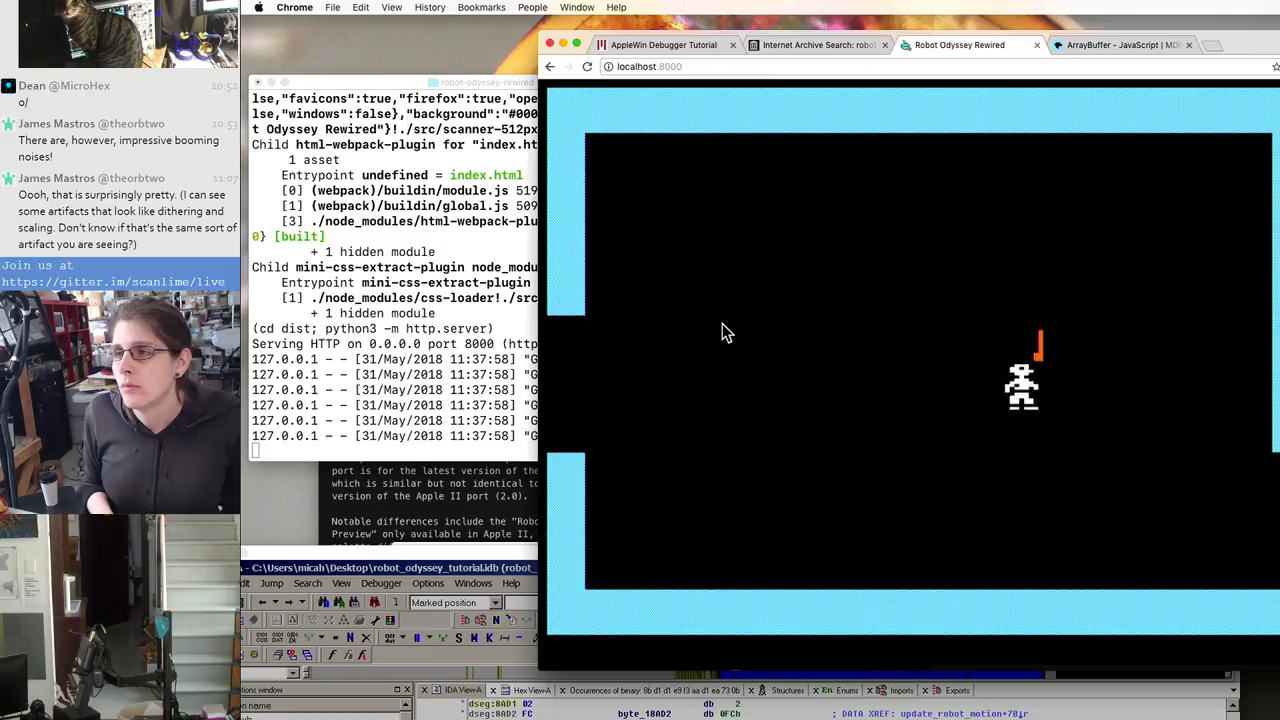 Chrome File Edit View History Bookmarks People Window Help
Dean @MicroHex 10:52
o/
James Mastros @theorbtwo 10:53
There are, however, impressive booming
noises!
James Mastros @theorbtwo 11:07
Oooh, that is surprisingly pretty. (I can see
some artifacts that look like dithering and
scaling. Don't know if that's the same sort of
artifact you are seeing?)
Join us at
https://gitter.im/scanlime/live
robot-odyssey-rewired
lse,"favicons":true,"firefox":true,"ope
lse,"windows":false},"background":"#000
t Odyssey Rewired"}!./src/scanner-512px
Child html-webpack-plugin for "index.ht
1 asset
Entrypoint undefined = index.html
[0] (webpack)/buildin/module.js 519
[1] (webpack)/buildin/global.js 509
[3] ./node_modules/html-webpack-plu
0} [built]
+ 1 hidden module
Child mini-css-extract-plugin node_modu
Entrypoint mini-css-extract-plugin
[1] ./node_modules/css-loader!./src
+ 1 hidden module
(cd dist; python3 -m http.server)
Serving HTTP on 0.0.0.0 port 8000 (http
127.0.0.1 - - [31/May/2018 11:37:58] "G
127.0.0.1 - - [31/May/2018 11:37:58] "G
127.0.0.1 - - [31/May/2018 11:37:58] "G
127.0.0.1 - - [31/May/2018 11:37:58] "G
127.0.0.1 - - [31/May/2018 11:37:58] "G
127.0.0.1 - - [31/May/2018 11:37:58] "G
port is for the latest version of the
which is similar but not identical to
version of the Apple II port (2.0).
Notable differences include the "Robo
Preview" only available in Apple II,
AppleWin Debugger Tutorial
Internet Archive Search: robot
Robot Odyssey Rewired
ArrayBuffer - JavaScript | MDN
localhost:8000
- C:\Users\micah\Desktop\robot_odyssey_tutorial.idb (robot_
dit Jump Search Debugger Options Windows Help
Marked position
IDA View-A Hex View-A Occurrences of binary: 8b d1 d1 e9 f3 aa d1 ea 73 0b Structures Enums Imports Exports
dseg:8AD1 02 db 2
dseg:8AD2 FC byte_18AD2 db 0FCh ; DATA XREF: update_robot_motion+7B↓r